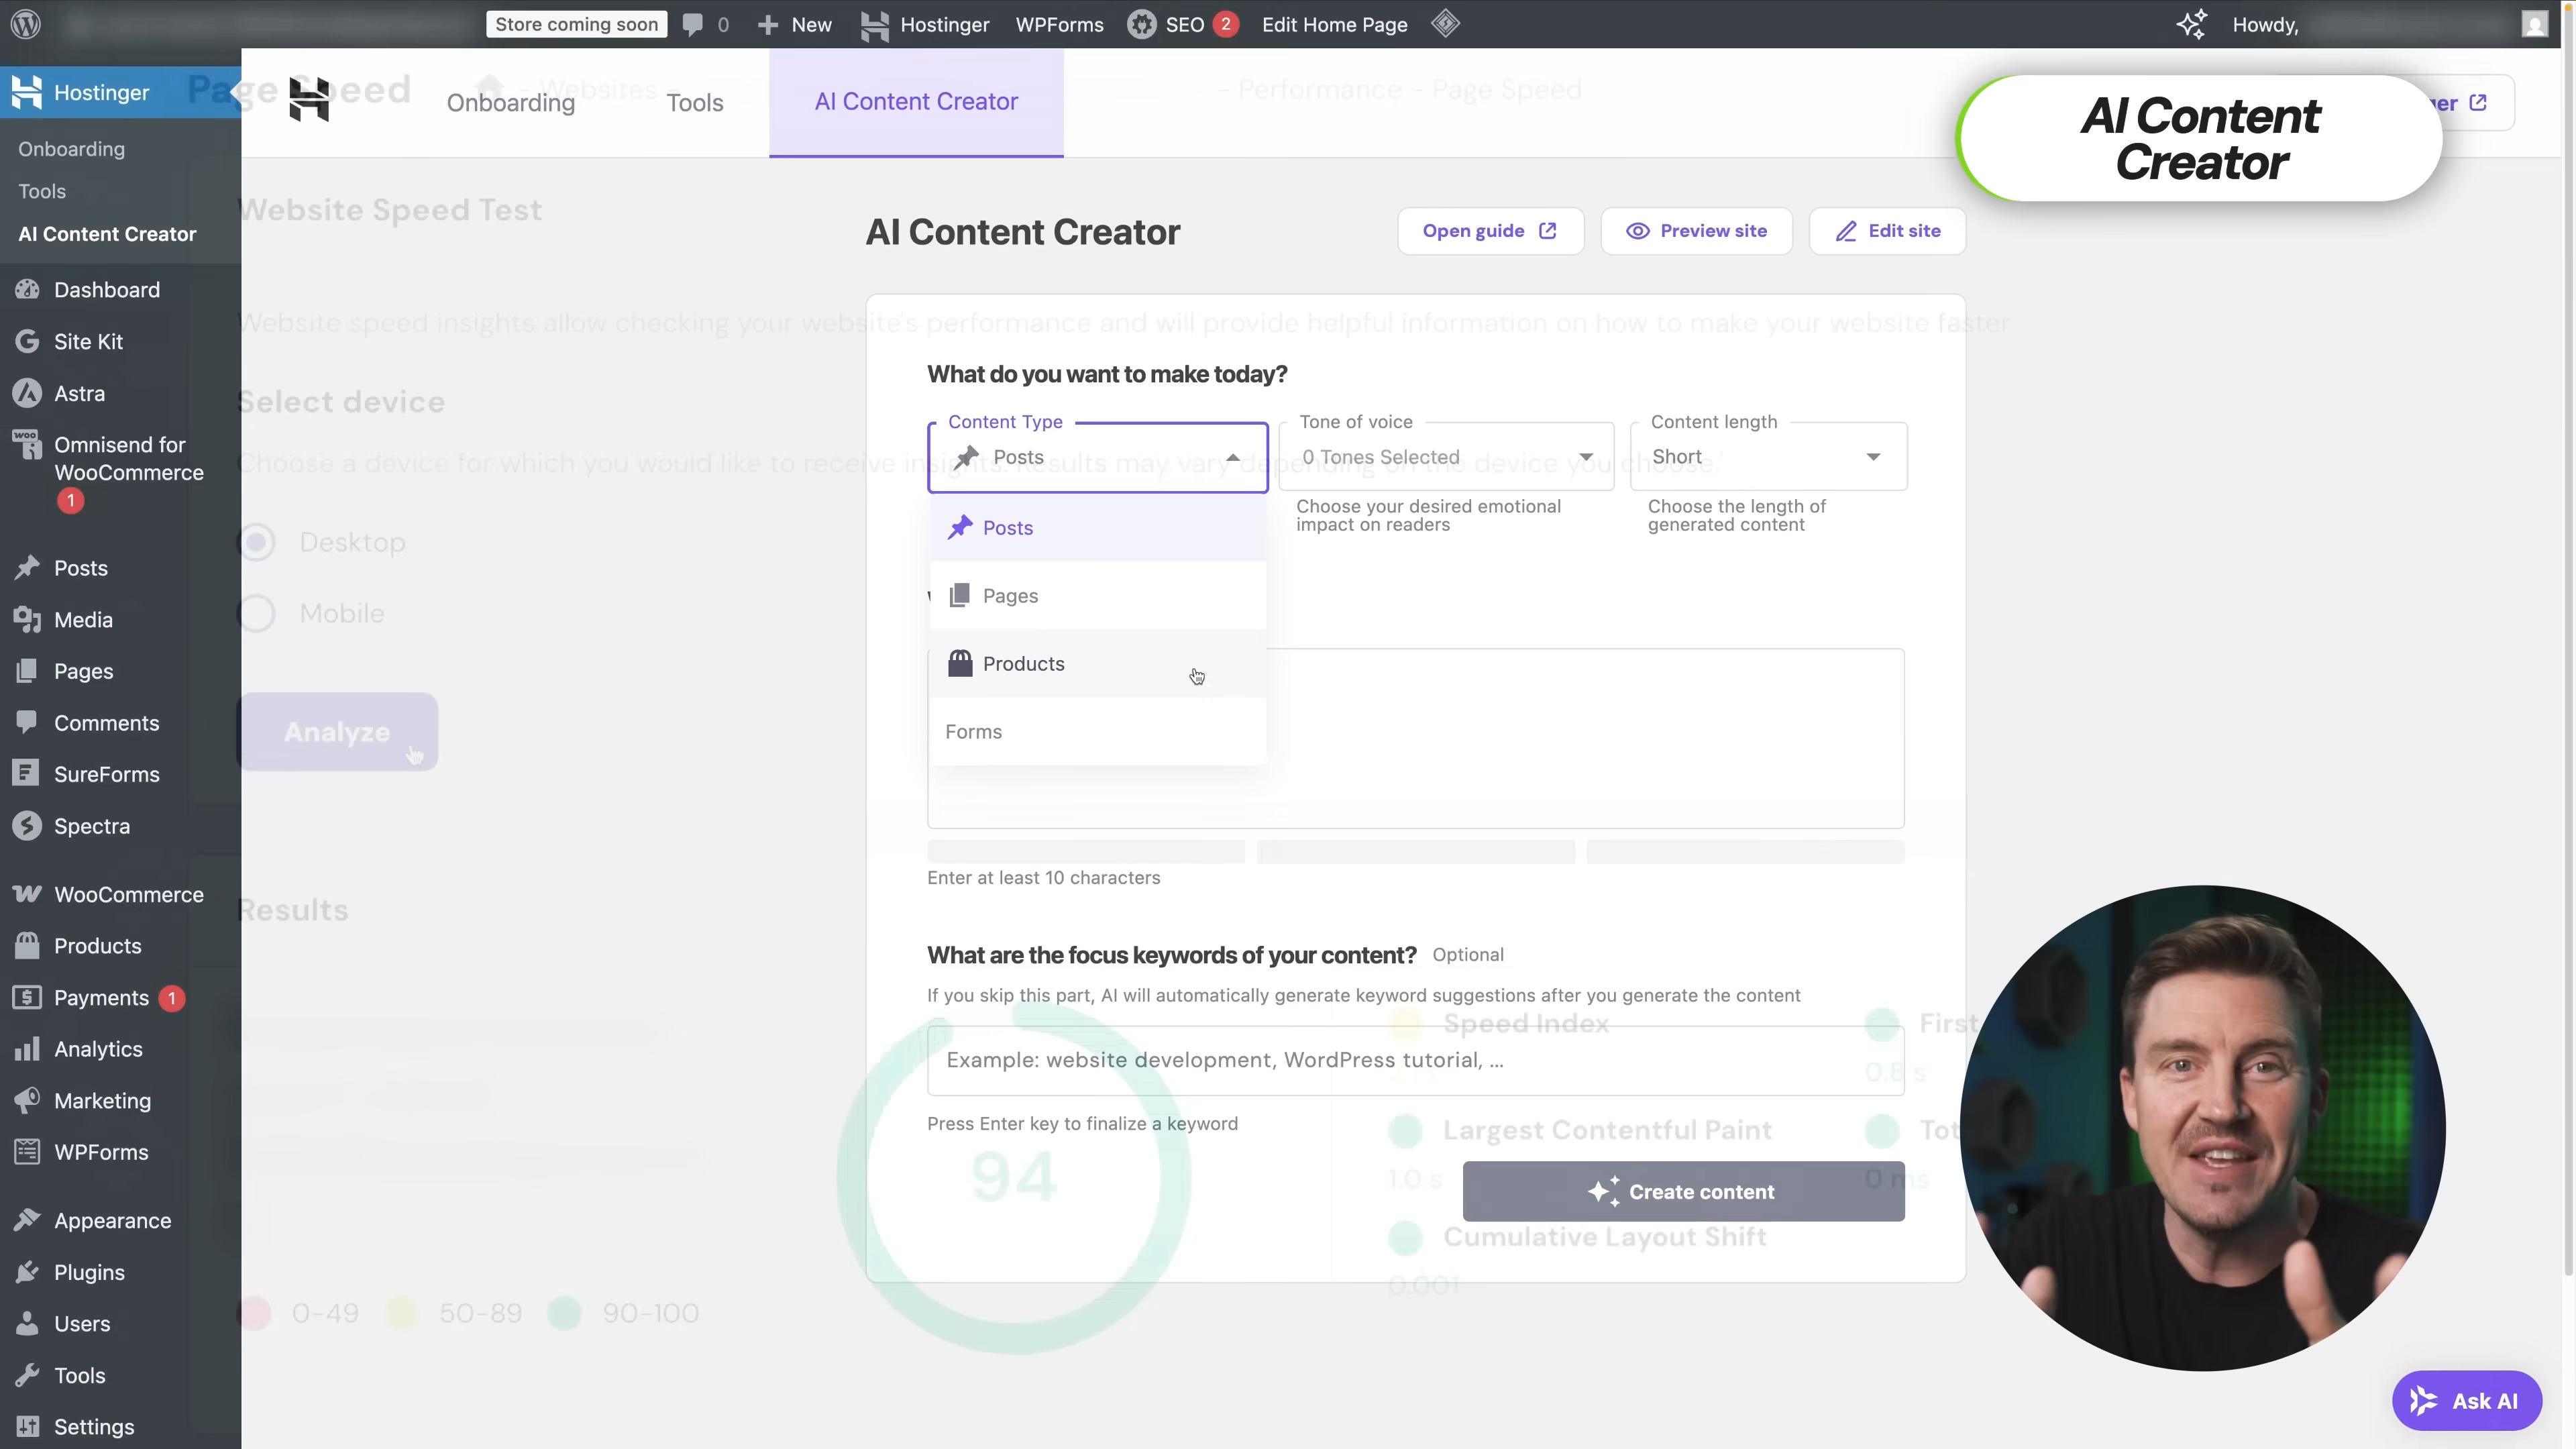 Store coming soon
0
New
Hostinger
WPForms
SEO
2
Edit Home Page
Howdy,
Hostinger
Onboarding
Tools
AI Content Creator
Dashboard
Site Kit
Astra
WOO
Omnisend for
WooCommerce
1
Posts
Media
Pages
Comments
SureForms
Spectra
WooCommerce
Products
Payments 1
Analytics
Marketing
WPForms
Appearance
Plugins
Users
Tools
Settings
Page Speed
- Websites -
- Performance - Page Speed
Onboarding
Tools
AI Content Creator
AI Content
Creator
Website Speed Test
AI Content Creator
Open guide
Preview site
Edit site
Website speed insights allow checking your website's performance and will provide helpful information on how to make your website faster
What do you want to make today?
Select device
Content Type
Posts
Tone of voice
0 Tones Selected
Choose your desired emotional
impact on readers
Content length
Short
Choose the length of
generated content
Choose a device for which you would like to receive insights. Results may vary depending on the device you choose.
Posts
Pages
Products
Forms
Desktop
Mobile
Analyze
Enter at least 10 characters
Results
What are the focus keywords of your content? Optional
If you skip this part, AI will automatically generate keyword suggestions after you generate the content
Example: website development, WordPress tutorial, ...
Press Enter key to finalize a keyword
Create content
94
Speed Index
First
0.8 s
Largest Contentful Paint
1.0 s
0 ms
Cumulative Layout Shift
0.001
0-49
50-89
90-100
Ask AI